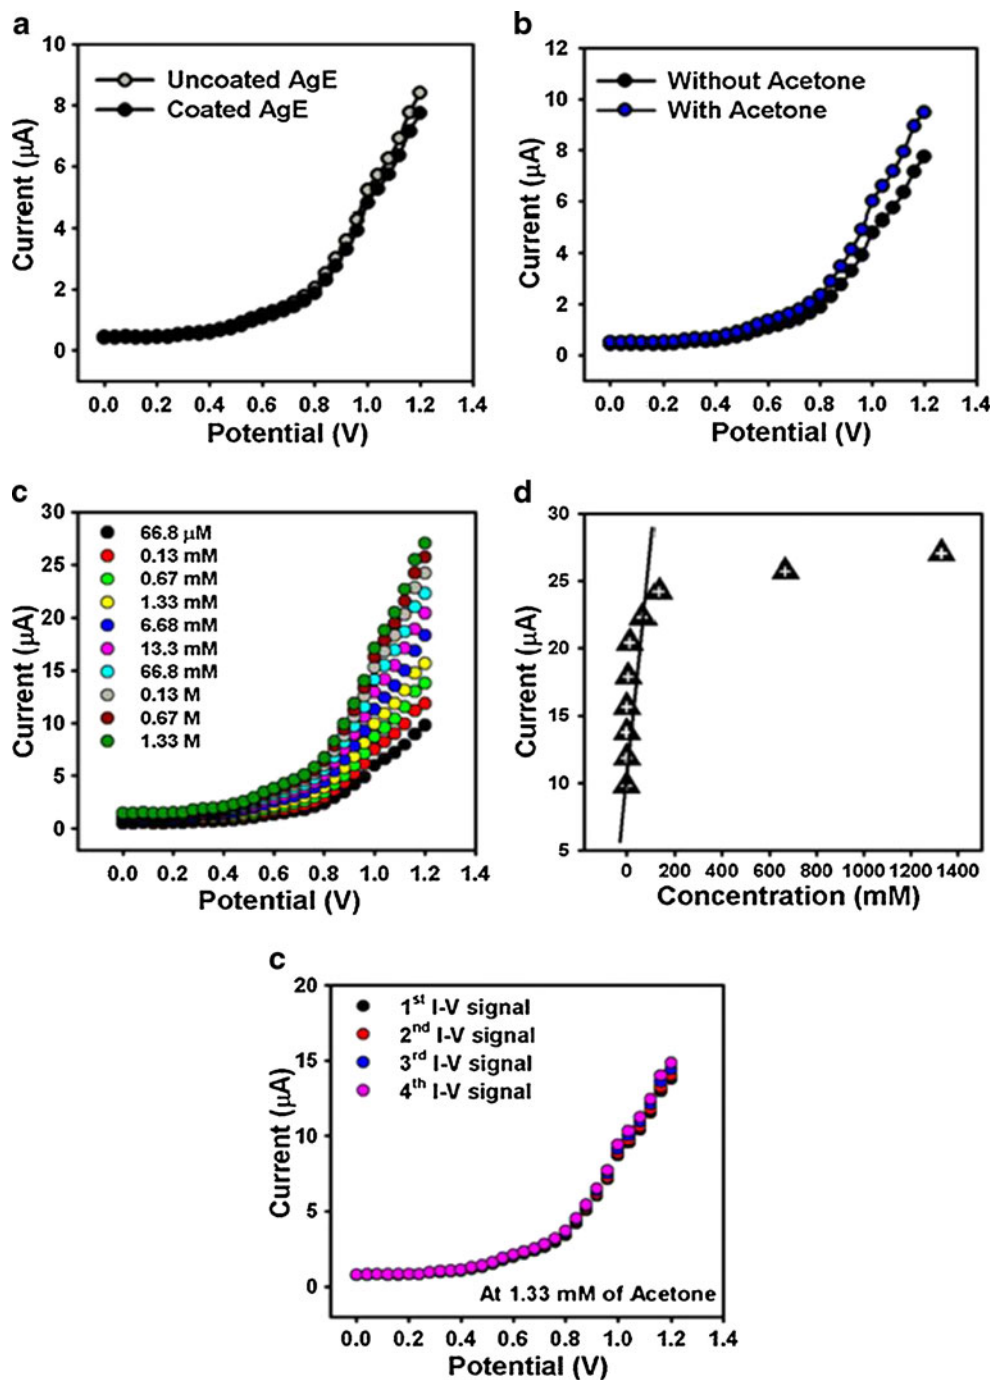 a
10
8
6
4
2
0
Current (μA)
Uncoated AgE
Coated AgE
0.0 0.2 0.4 0.6 0.8 1.0 1.2 1.4
Potential (V)
b
12
10
8
6
4
2
0
Current (μA)
Without Acetone
With Acetone
0.0 0.2 0.4 0.6 0.8 1.0 1.2 1.4
Potential (V)
c
30
25
20
15
10
5
0
Current (μA)
66.8 μM
0.13 mM
0.67 mM
1.33 mM
6.68 mM
13.3 mM
66.8 mM
0.13 M
0.67 M
1.33 M
0.0 0.2 0.4 0.6 0.8 1.0 1.2 1.4
Potential (V)
d
30
25
20
15
10
5
Current (μA)
0 200 400 600 800 1000 1200 1400
Concentration (mM)
c
20
15
10
5
0
Current (μA)
1st I-V signal
2nd I-V signal
3rd I-V signal
4th I-V signal
At 1.33 mM of Acetone
0.0 0.2 0.4 0.6 0.8 1.0 1.2 1.4
Potential (V)